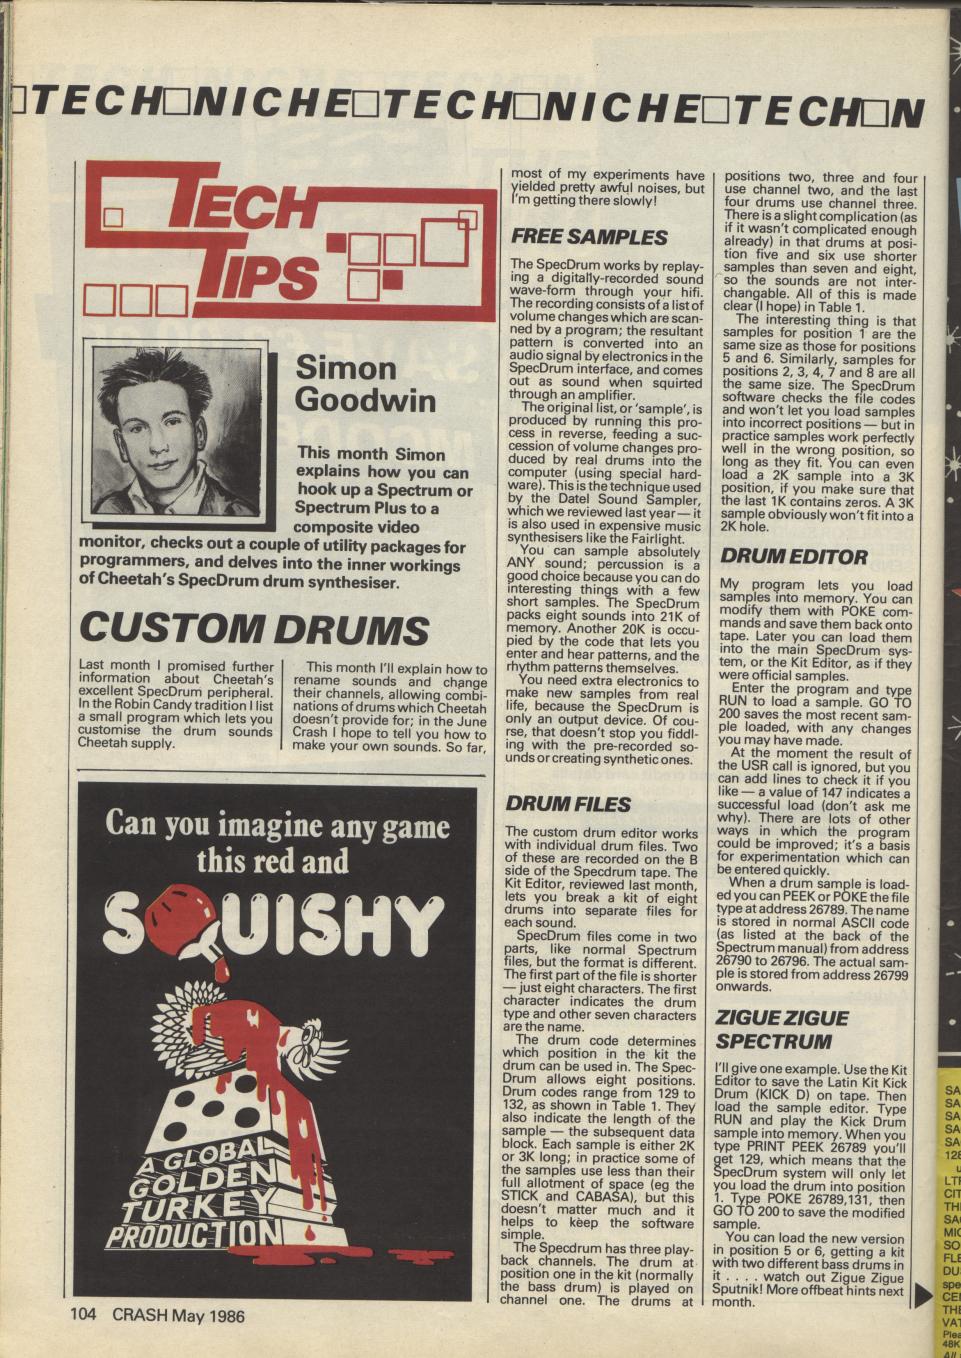 TECH□NICHE□TECH□NICHE□TECH□N
TECH
TIPS
Simon
Goodwin
This month Simon
explains how you can
hook up a Spectrum or
Spectrum Plus to a
composite video
monitor, checks out a couple of utility packages for
programmers, and delves into the inner workings
of Cheetah's SpecDrum drum synthesiser.
CUSTOM DRUMS
Last month I promised further
information about Cheetah's
excellent SpecDrum peripheral.
In the Robin Candy tradition I list
a small program which lets you
customise the drum sounds
Cheetah supply.
This month I'll explain how to
rename sounds and change
their channels, allowing combi-
nations of drums which Cheetah
doesn't provide for; in the June
Crash I hope to tell you how to
make your own sounds. So far,
most of my experiments have
yielded pretty awful noises, but
I'm getting there slowly!
FREE SAMPLES
The SpecDrum works by replay-
ing a digitally-recorded sound
wave-form through your hifi.
The recording consists of a list of
volume changes which are scan-
ned by a program; the resultant
pattern is converted into an
audio signal by electronics in the
SpecDrum interface, and comes
out as sound when squirted
through an amplifier.
The original list, or 'sample', is
produced by running this pro-
cess in reverse, feeding a suc-
cession of volume changes pro-
duced by real drums into the
computer (using special hard-
ware). This is the technique used
by the Datel Sound Sampler,
which we reviewed last year — it
is also used in expensive music
synthesisers like the Fairlight.
You can sample absolutely
ANY sound; percussion is a
good choice because you can do
interesting things with a few
short samples. The SpecDrum
packs eight sounds into 21K of
memory. Another 20K is occu-
pied by the code that lets you
enter and hear patterns, and the
rhythm patterns themselves.
You need extra electronics to
make new samples from real
life, because the SpecDrum is
only an output device. Of cou-
rse, that doesn't stop you fiddl-
ing with the pre-recorded so-
unds or creating synthetic ones.
DRUM FILES
The custom drum editor works
with individual drum files. Two
of these are recorded on the B
side of the Specdrum tape. The
Kit Editor, reviewed last month,
lets you break a kit of eight
drums into separate files for
each sound.
SpecDrum files come in two
parts, like normal Spectrum
files, but the format is different.
The first part of the file is shorter
— just eight characters. The first
character indicates the drum
type and other seven characters
are the name.
The drum code determines
which position in the kit the
drum can be used in. The Spec-
Drum allows eight positions.
Drum codes range from 129 to
132, as shown in Table 1. They
also indicate the length of the
sample — the subsequent data
block. Each sample is either 2K
or 3K long; in practice some of
the samples use less than their
full allotment of space (eg the
STICK and CABASA), but this
doesn't matter much and it
helps to keep the software
simple.
The Specdrum has three play-
back channels. The drum at
position one in the kit (normally
the bass drum) is played on
channel one. The drums at
positions two, three and four
use channel two, and the last
four drums use channel three.
There is a slight complication (as
if it wasn't complicated enough
already) in that drums at posi-
tion five and six use shorter
samples than seven and eight,
so the sounds are not inter-
changable. All of this is made
clear (I hope) in Table 1.
The interesting thing is that
samples for position 1 are the
same size as those for positions
5 and 6. Similarly, samples for
positions 2, 3, 4, 7 and 8 are all
the same size. The SpecDrum
software checks the file codes
and won't let you load samples
into incorrect positions — but in
practice samples work perfectly
well in the wrong position, so
long as they fit. You can even
load a 2K sample into a 3K
position, if you make sure that
the last 1K contains zeros. A 3K
sample obviously won't fit into a
2K hole.
DRUM EDITOR
My program lets you load
samples into memory. You can
modify them with POKE com-
mands and save them back onto
tape. Later you can load them
into the main SpecDrum sys-
tem, or the Kit Editor, as if they
were official samples.
Enter the program and type
RUN to load a sample. GO TO
200 saves the most recent sam-
ple loaded, with any changes
you may have made.
At the moment the result of
the USR call is ignored, but you
can add lines to check it if you
like — a value of 147 indicates a
successful load (don't ask me
why). There are lots of other
ways in which the program
could be improved; it's a basis
for experimentation which can
be entered quickly.
When a drum sample is load-
ed you can PEEK or POKE the file
type at address 26789. The name
is stored in normal ASCII code
(as listed at the back of the
Spectrum manual) from address
26790 to 26796. The actual sam-
ple is stored from address 26799
onwards.
ZIGUE ZIGUE
SPECTRUM
I'll give one example. Use the Kit
Editor to save the Latin Kit Kick
Drum (KICK D) on tape. Then
load the sample editor. Type
RUN and play the Kick Drum
sample into memory. When you
type PRINT PEEK 26789 you'll
get 129, which means that the
SpecDrum system will only let
you load the drum into position
1. Type POKE 26789,131, then
GO TO 200 to save the modified
sample.
You can load the new version
in position 5 or 6, getting a kit
with two different bass drums in
it . . . . watch out Zigue Zigue
Sputnik! More offbeat hints next
month.
Can you imagine any game
this red and
SQUISHY
A GLOBAL
GOLDEN
TURKEY
PRODUCTION
104 CRASH May 1986